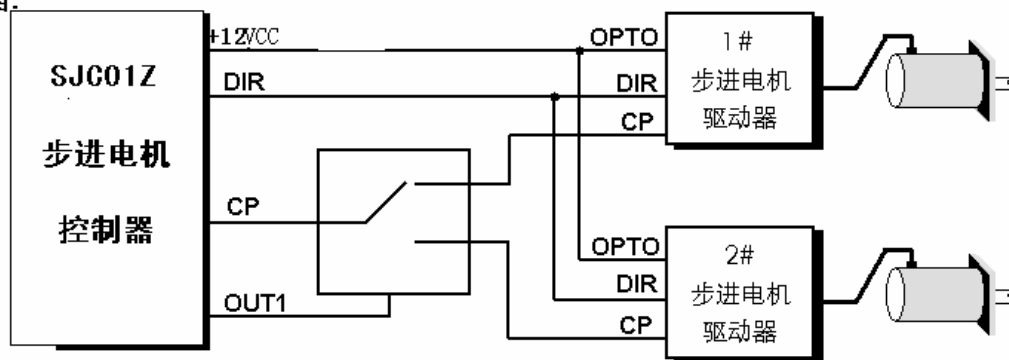 +12VCC
OPTO
1#
SJC01Z
DIR
DIR
步进电机
CP
驱动器
步进电机
CP
控制器
OPTO
2#
DIR
步进电机
OUT1
CP
驱动器